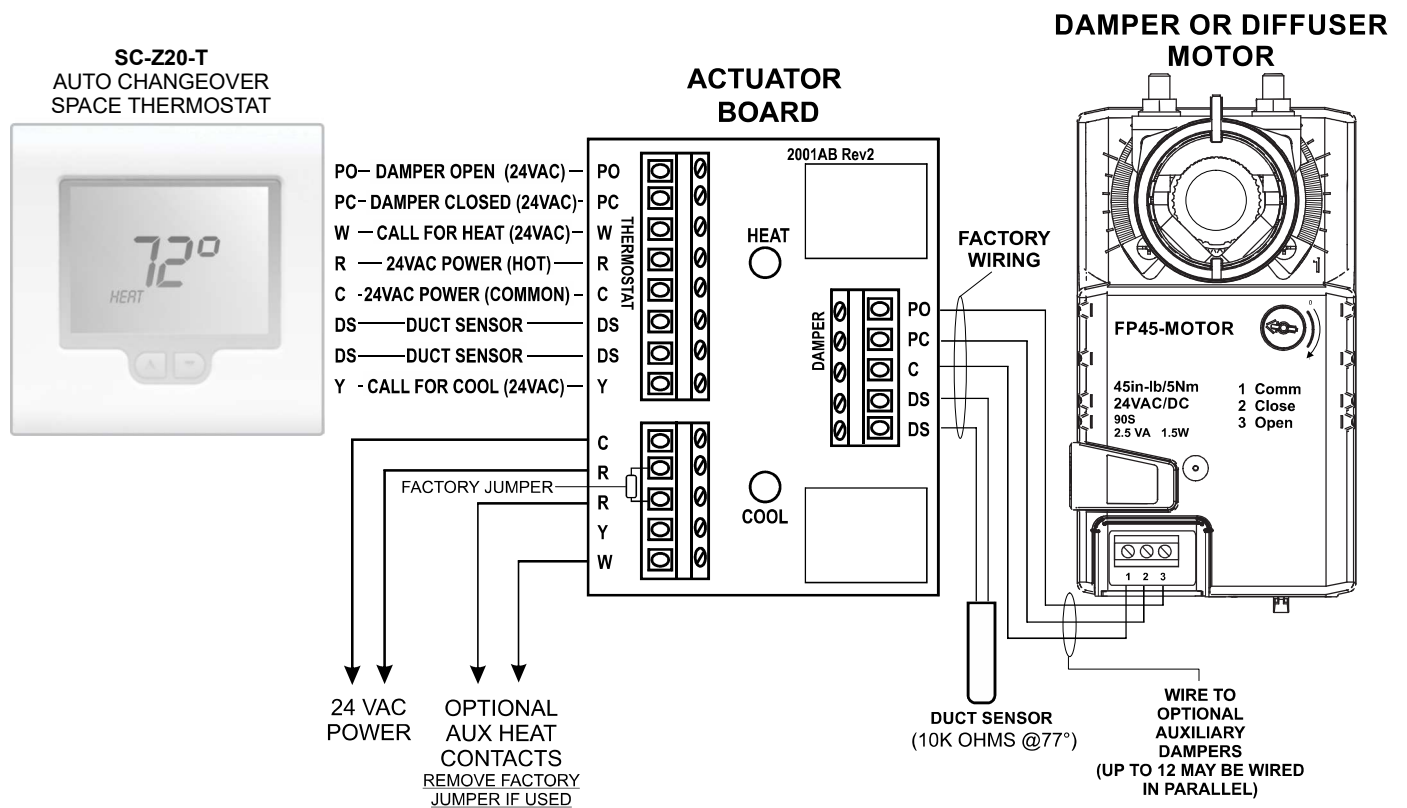 SC-Z20-T
AUTO CHANGEOVER
SPACE THERMOSTAT
72°
HEAT
ACTUATOR
BOARD
DAMPER OR DIFFUSER
MOTOR
PO– DAMPER OPEN (24VAC) – PO
PC– DAMPER CLOSED (24VAC)- PC
W – CALL FOR HEAT (24VAC)– W
R — 24VAC POWER (HOT) — R
C -24VAC POWER (COMMON) – C
DS——DUCT SENSOR —— DS
DS——DUCT SENSOR —— DS
Y - CALL FOR COOL (24VAC)– Y
THERMOSTAT
2001AB Rev2
HEAT
COOL
C
R
R
Y
W
FACTORY JUMPER
24 VAC
POWER
OPTIONAL
AUX HEAT
CONTACTS
REMOVE FACTORY
JUMPER IF USED
DAMPER
PO
PC
C
DS
DS
FACTORY
WIRING
DUCT SENSOR
(10K OHMS @77°)
1
0
FP45-MOTOR
45in-lb/5Nm
24VAC/DC
90S
2.5 VA 1.5W
1 Comm
2 Close
3 Open
1 2 3
WIRE TO
OPTIONAL
AUXILIARY
DAMPERS
(UP TO 12 MAY BE WIRED
IN PARALLEL)